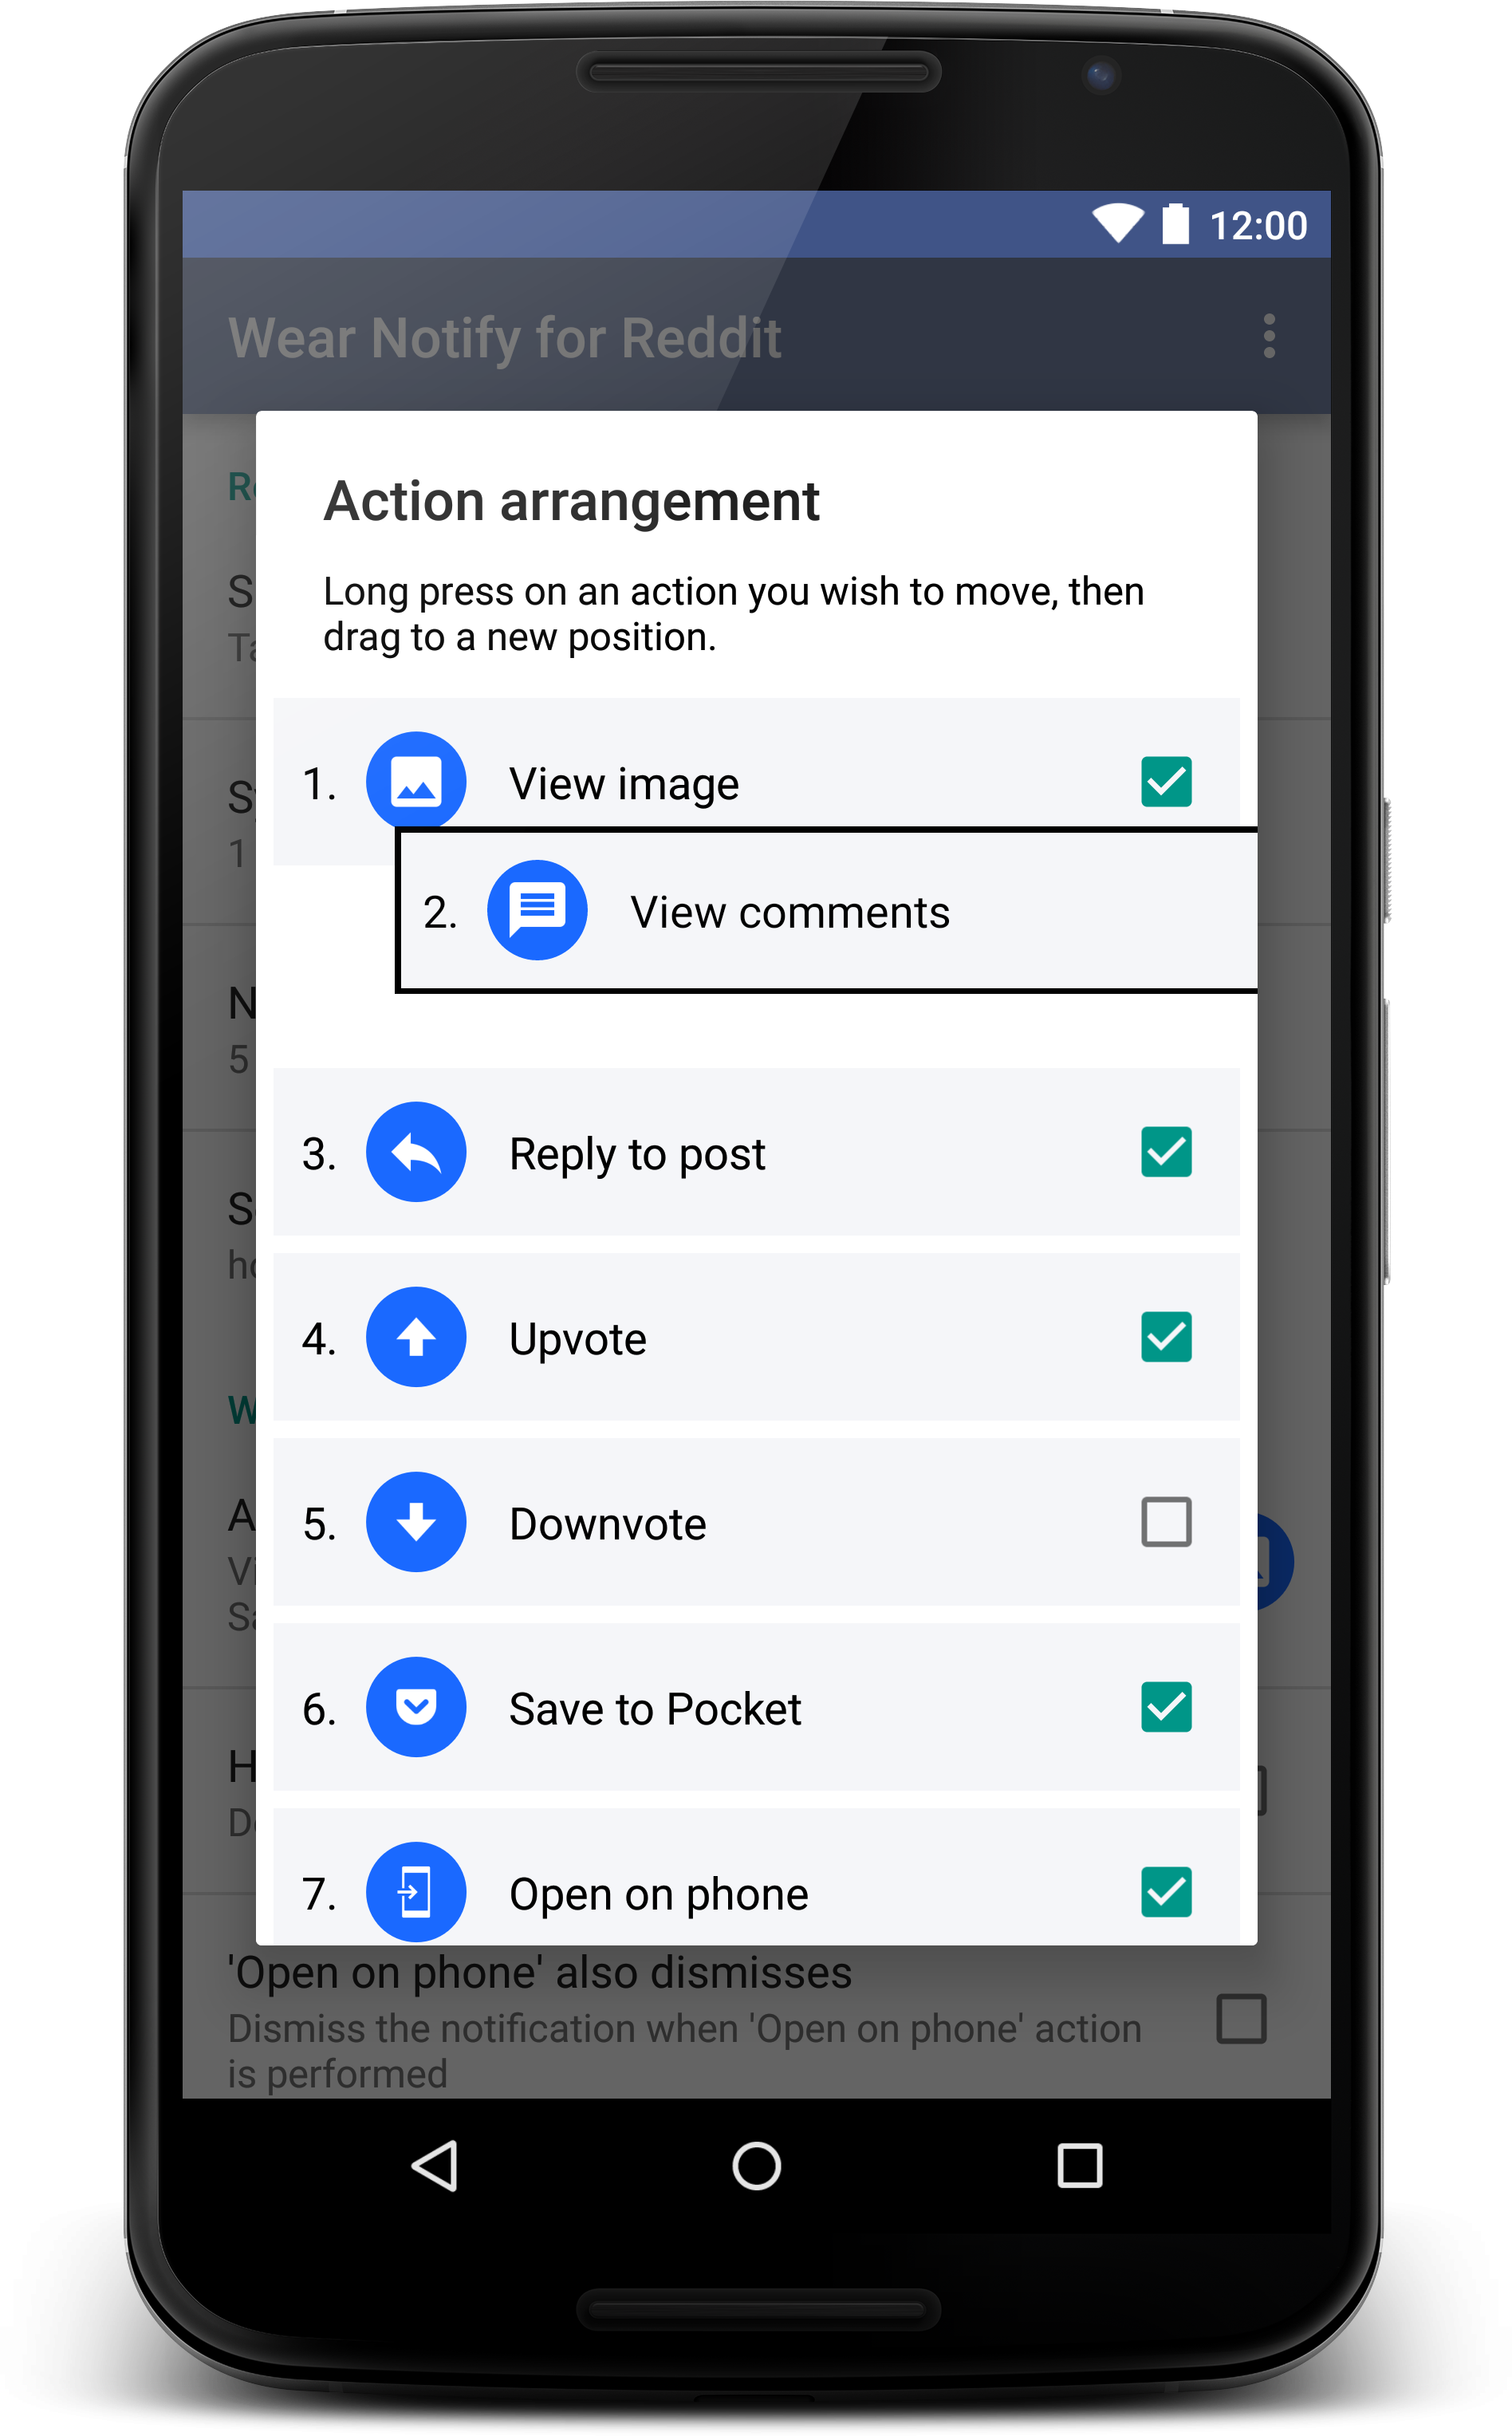 12:00
Wear Notify for Reddit
Action arrangement
Long press on an action you wish to move, then
drag to a new position.
1. View image
2. View comments
3. Reply to post
4. Upvote
5. Downvote
6. Save to Pocket
7. Open on phone
'Open on phone' also dismisses
Dismiss the notification when 'Open on phone' action
is performed